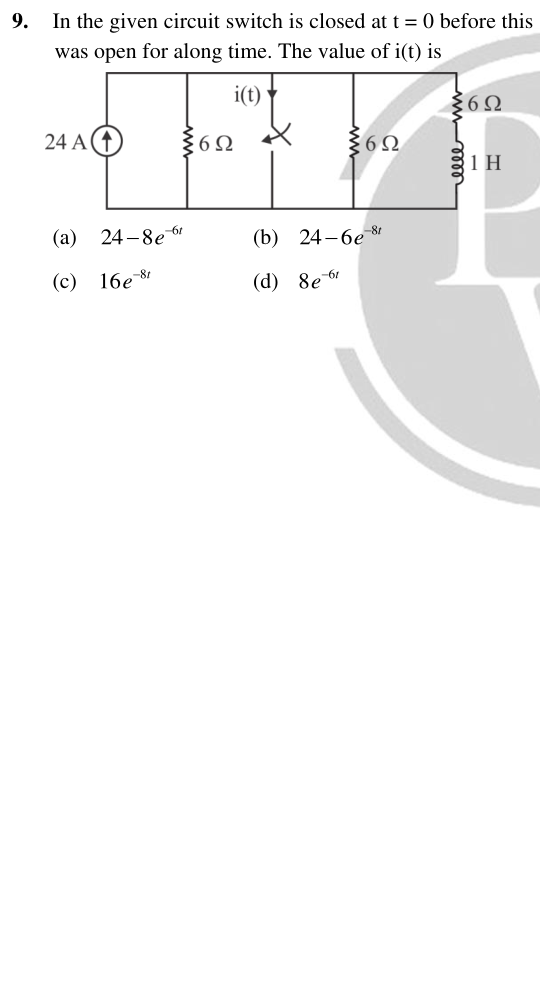 9. In the given circuit switch is closed at t = 0 before this
was open for along time. The value of i(t) is
i(t)
6 Ω
24 A
6 Ω
6 Ω
1 H
(a) 24–8e^{–6t} (b) 24–6e^{–8t}
(c) 16e^{–8t} (d) 8e^{–6t}